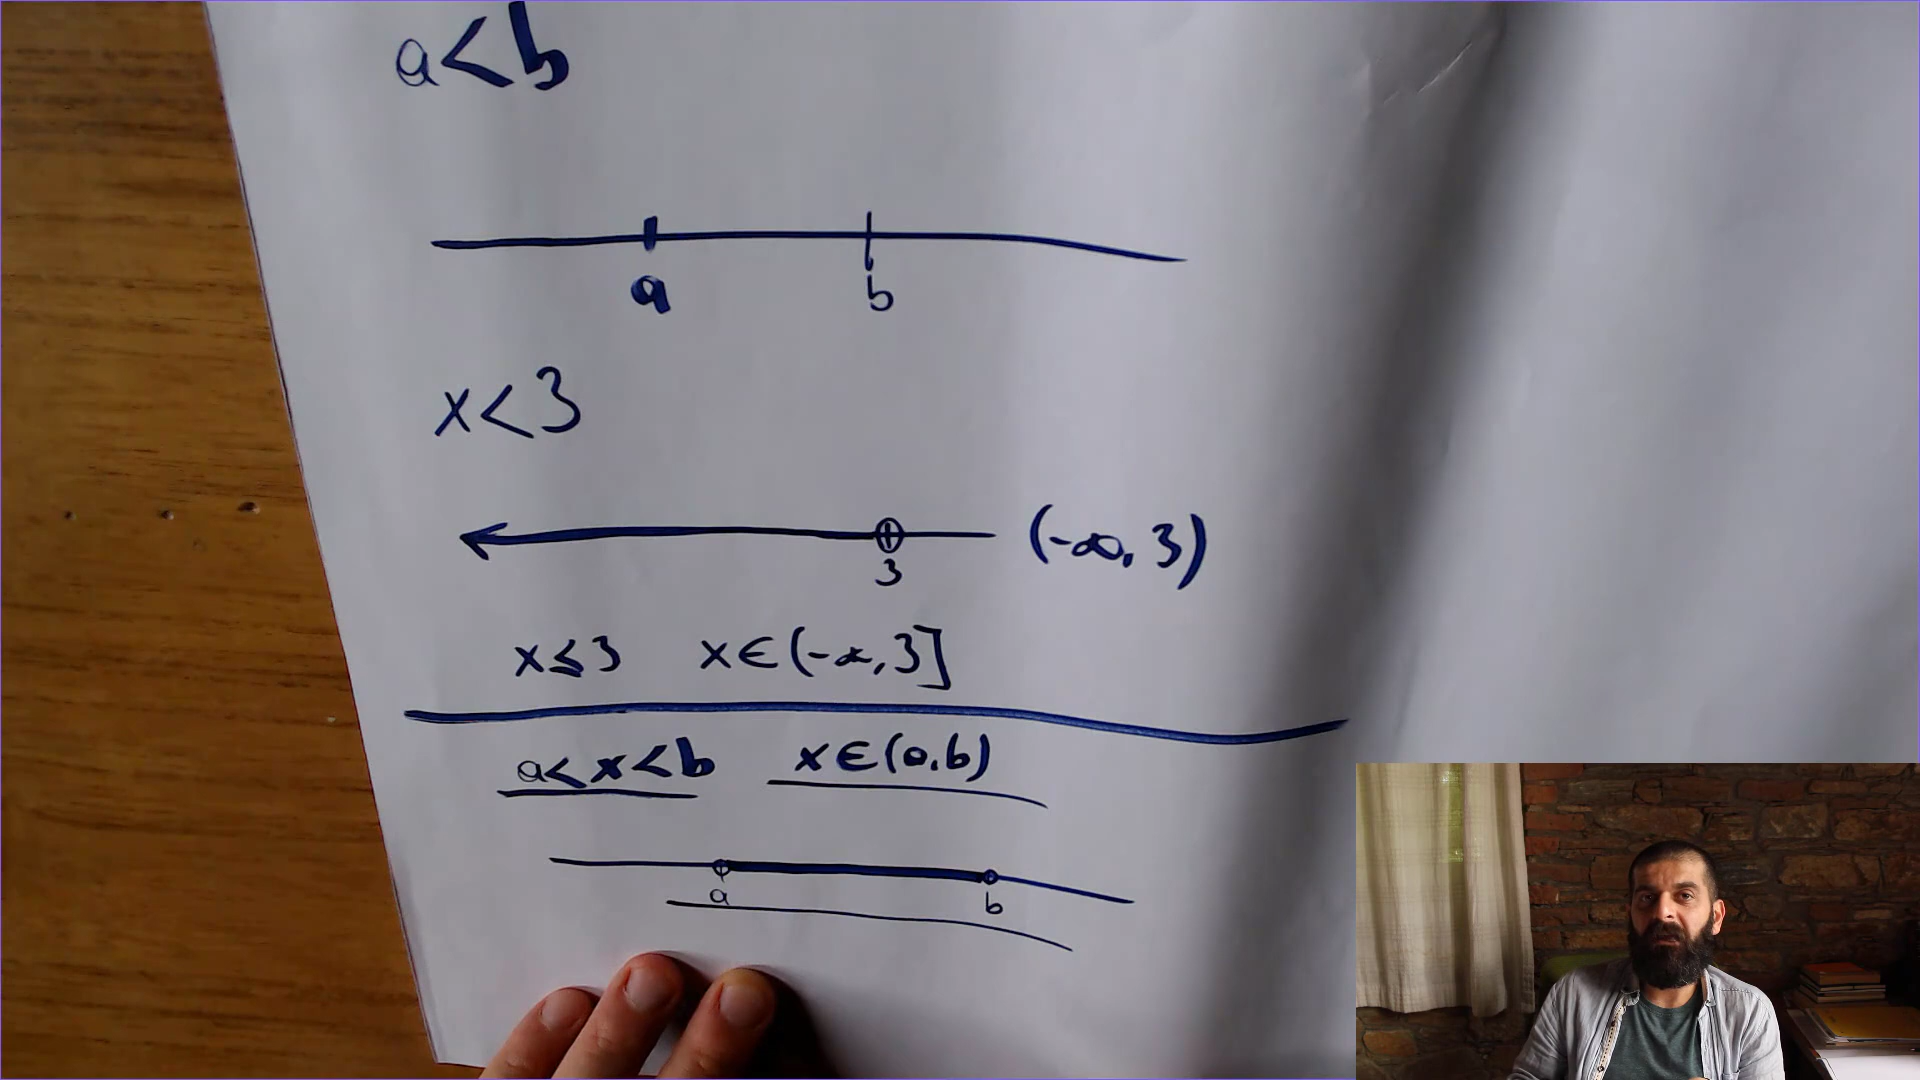 a<b
a b
x<3
3 (-∞, 3)
x≤3 x∈(-∞,3]
a<x<b x∈(a,b)
a b